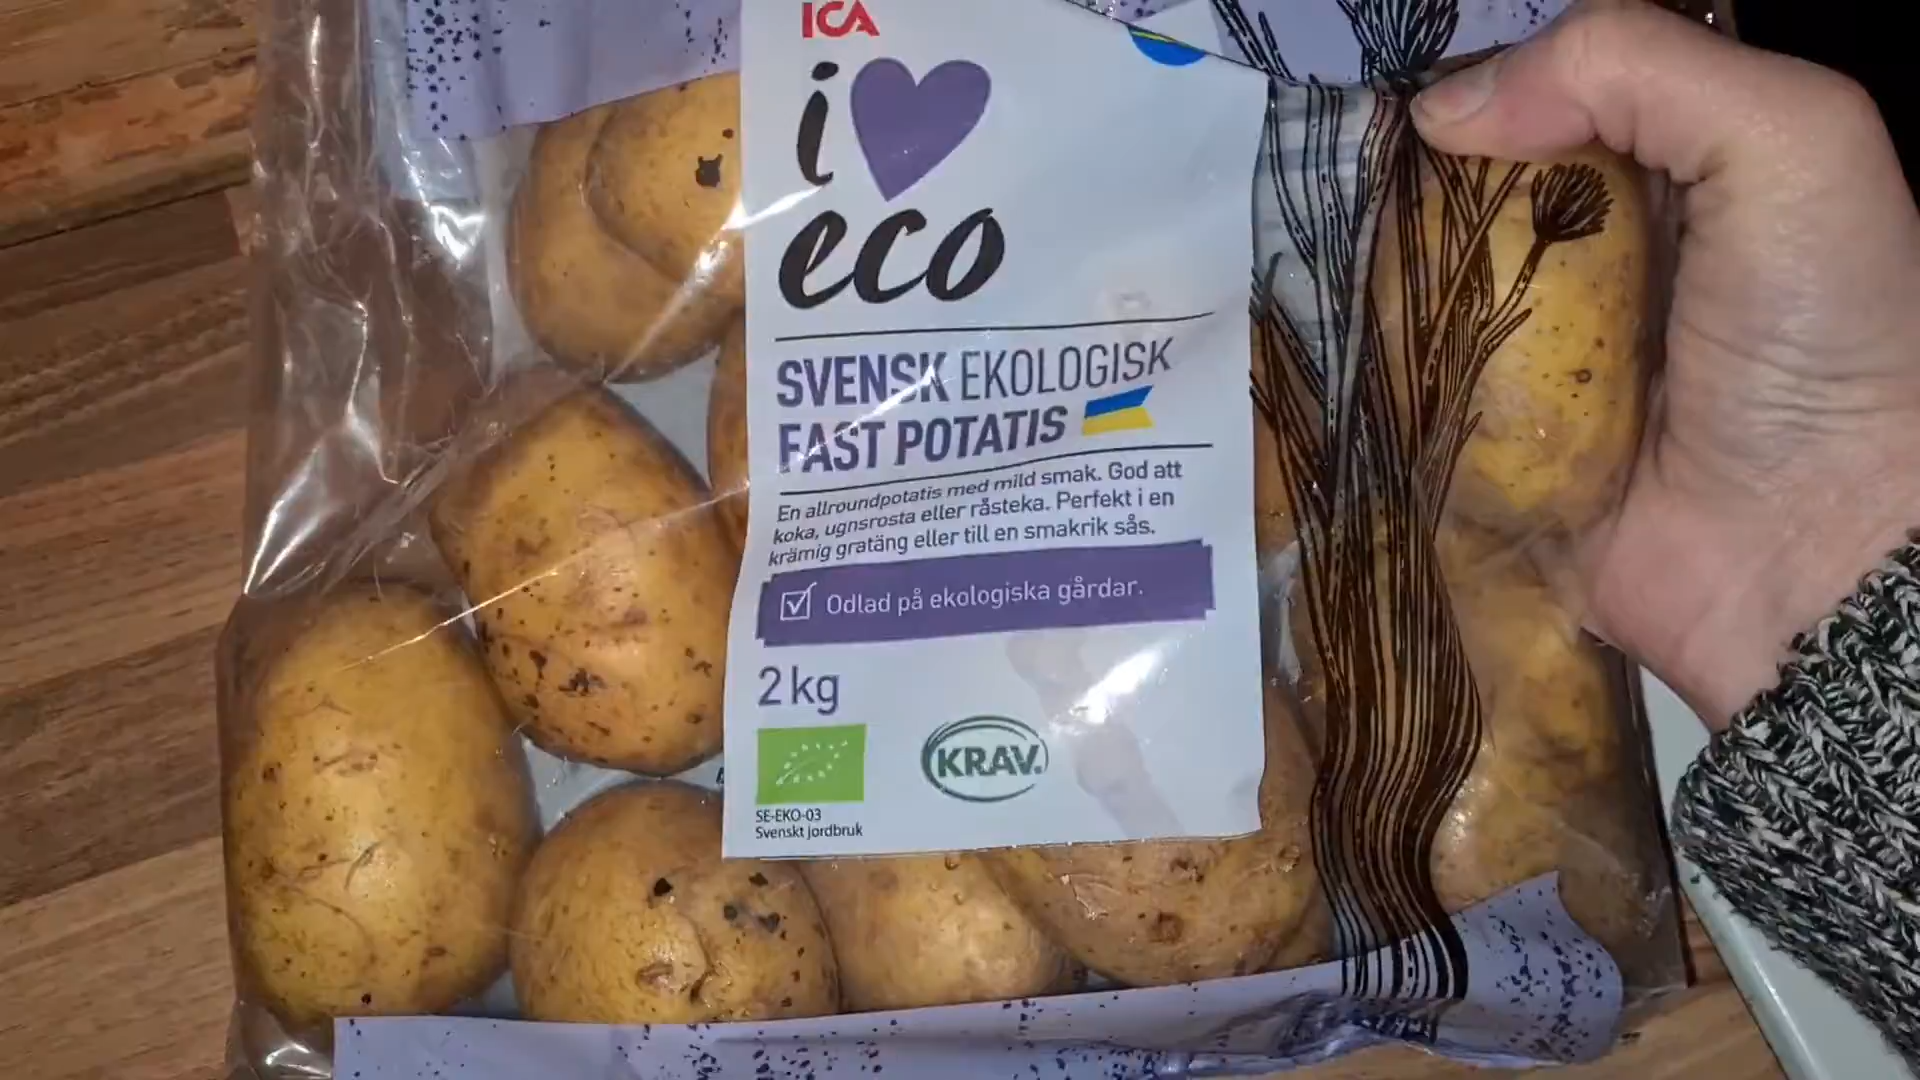 ICA
i
eco
SVENSK EKOLOGISK
FAST POTATIS
En allroundpotatis med mild smak. God att
koka, ugnsrosta eller råsteka. Perfekt i en
krämig gratäng eller till en smakrik sås.
Odlad på ekologiska gårdar.
2 kg
KRAV.
SE-EKO-03
Svenskt jordbruk